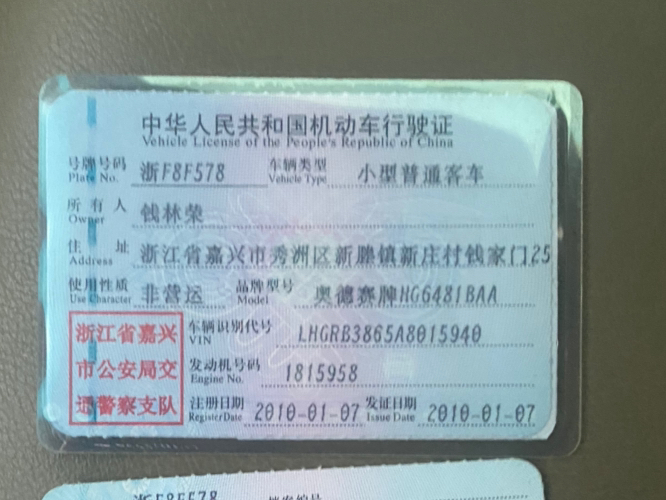 中华人民共和国机动车行驶证
Vehicle License of the People's Republic of China
号牌号码 浙F8F578 车辆类型 小型普通客车
Plate No. Vehicle Type
所有人 钱林荣
Owner
住址 浙江省嘉兴市秀洲区新塍镇新庄村钱家门25
Address
使用性质 非营运 品牌型号 奥德赛牌HG6481BAA
Use Character Model
浙江省嘉兴
市公安局交
通警察支队
车辆识别代号 LHGRB3865A8015940
VIN
发动机号码 1815958
Engine No.
注册日期 2010-01-07 发证日期 2010-01-07
Register Date Issue Date
浙F8F578